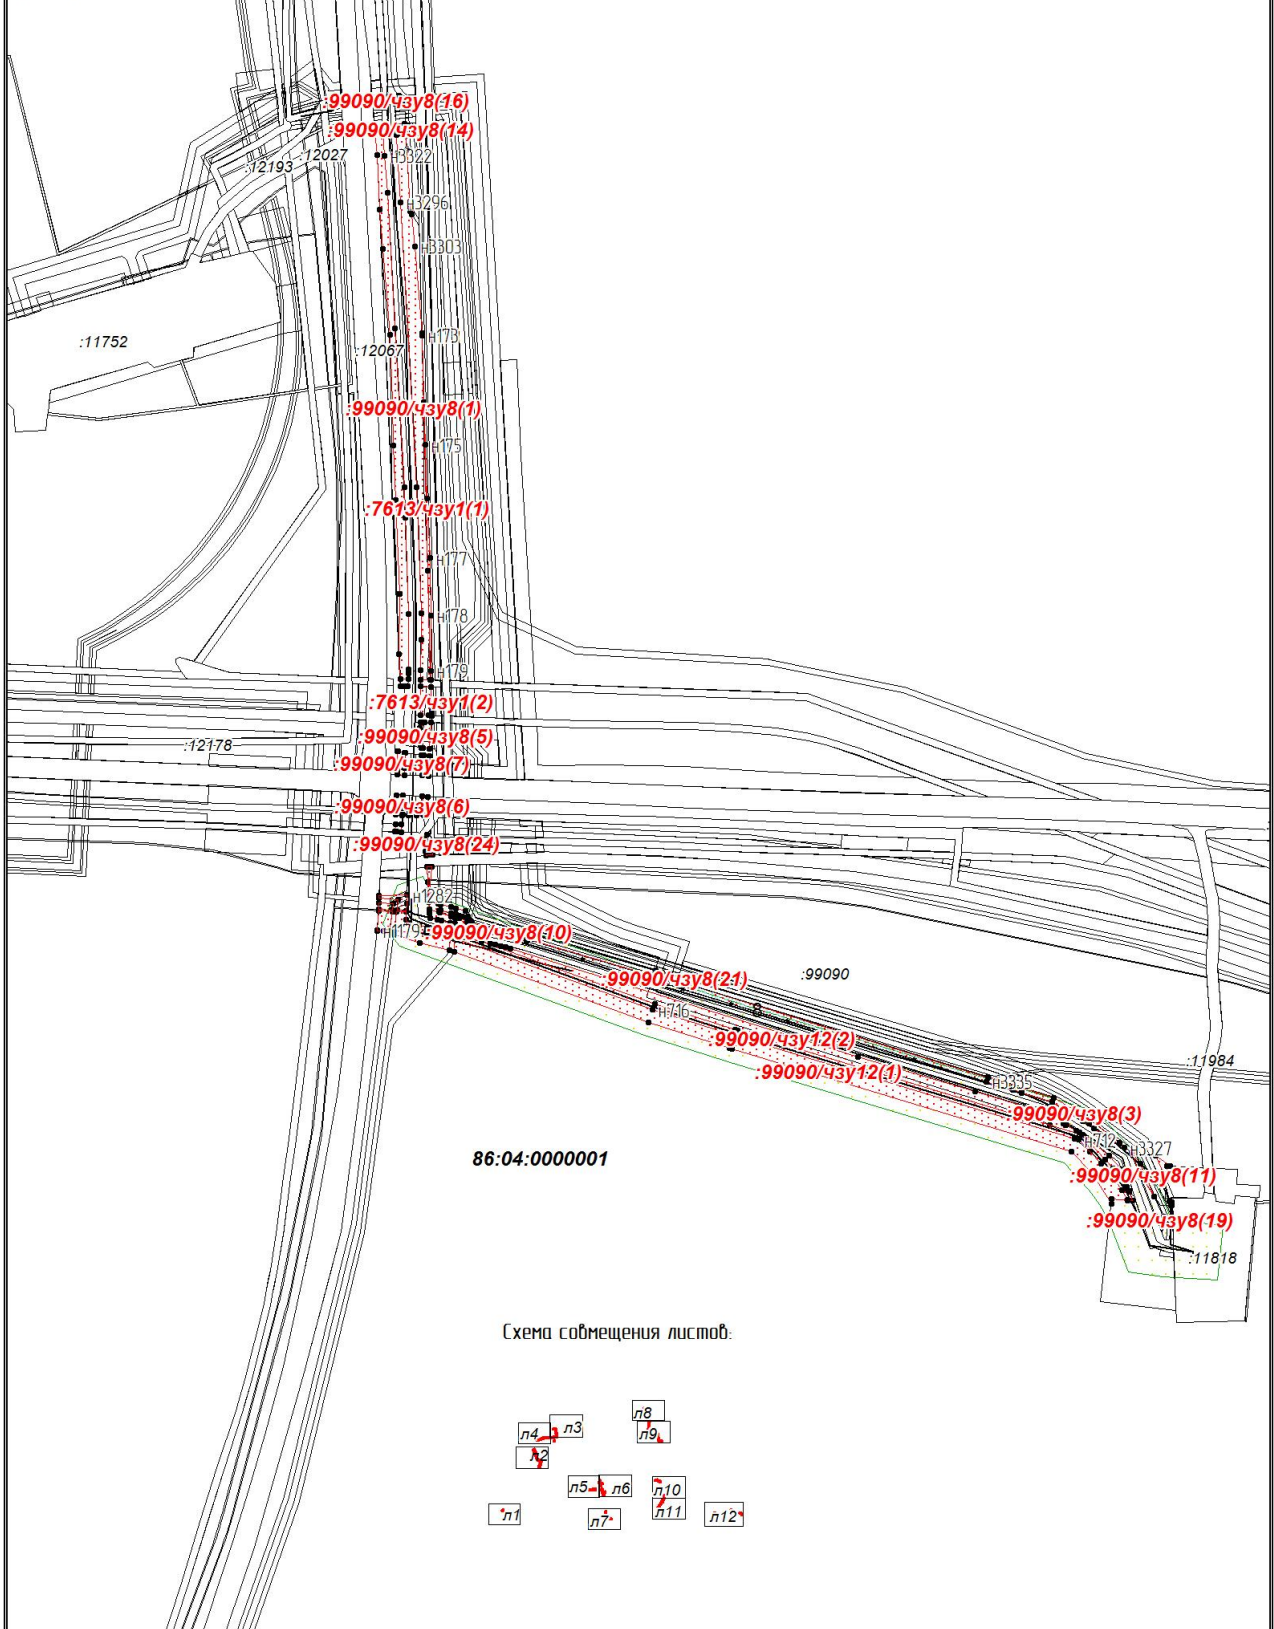 :99090/чзу8(16)
:99090/чзу8(14)
н3322
:12027
:12193
н3296
н3303
н173
:11752
:12067
:99090/чзу8(1)
н175
:7613/чзу1(1)
н177
н178
н179
:7613/чзу1(2)
:99090/чзу8(5)
:12178
:99090/чзу8(7)
:99090/чзу8(6)
:99090/чзу8(24)
н1282
н1179
:99090/чзу8(10)
:99090/чзу8(21)
:99090
8
н716
:99090/чзу12(2)
:11984
:99090/чзу12(1)
н3335
:99090/чзу8(3)
н712
н3327
86:04:0000001
:99090/чзу8(11)
:99090/чзу8(19)
:11818
Схема совмещения листов:
л8
л3
л4
л9
л2
л5
л6
л10
л11
л1
л7
л12